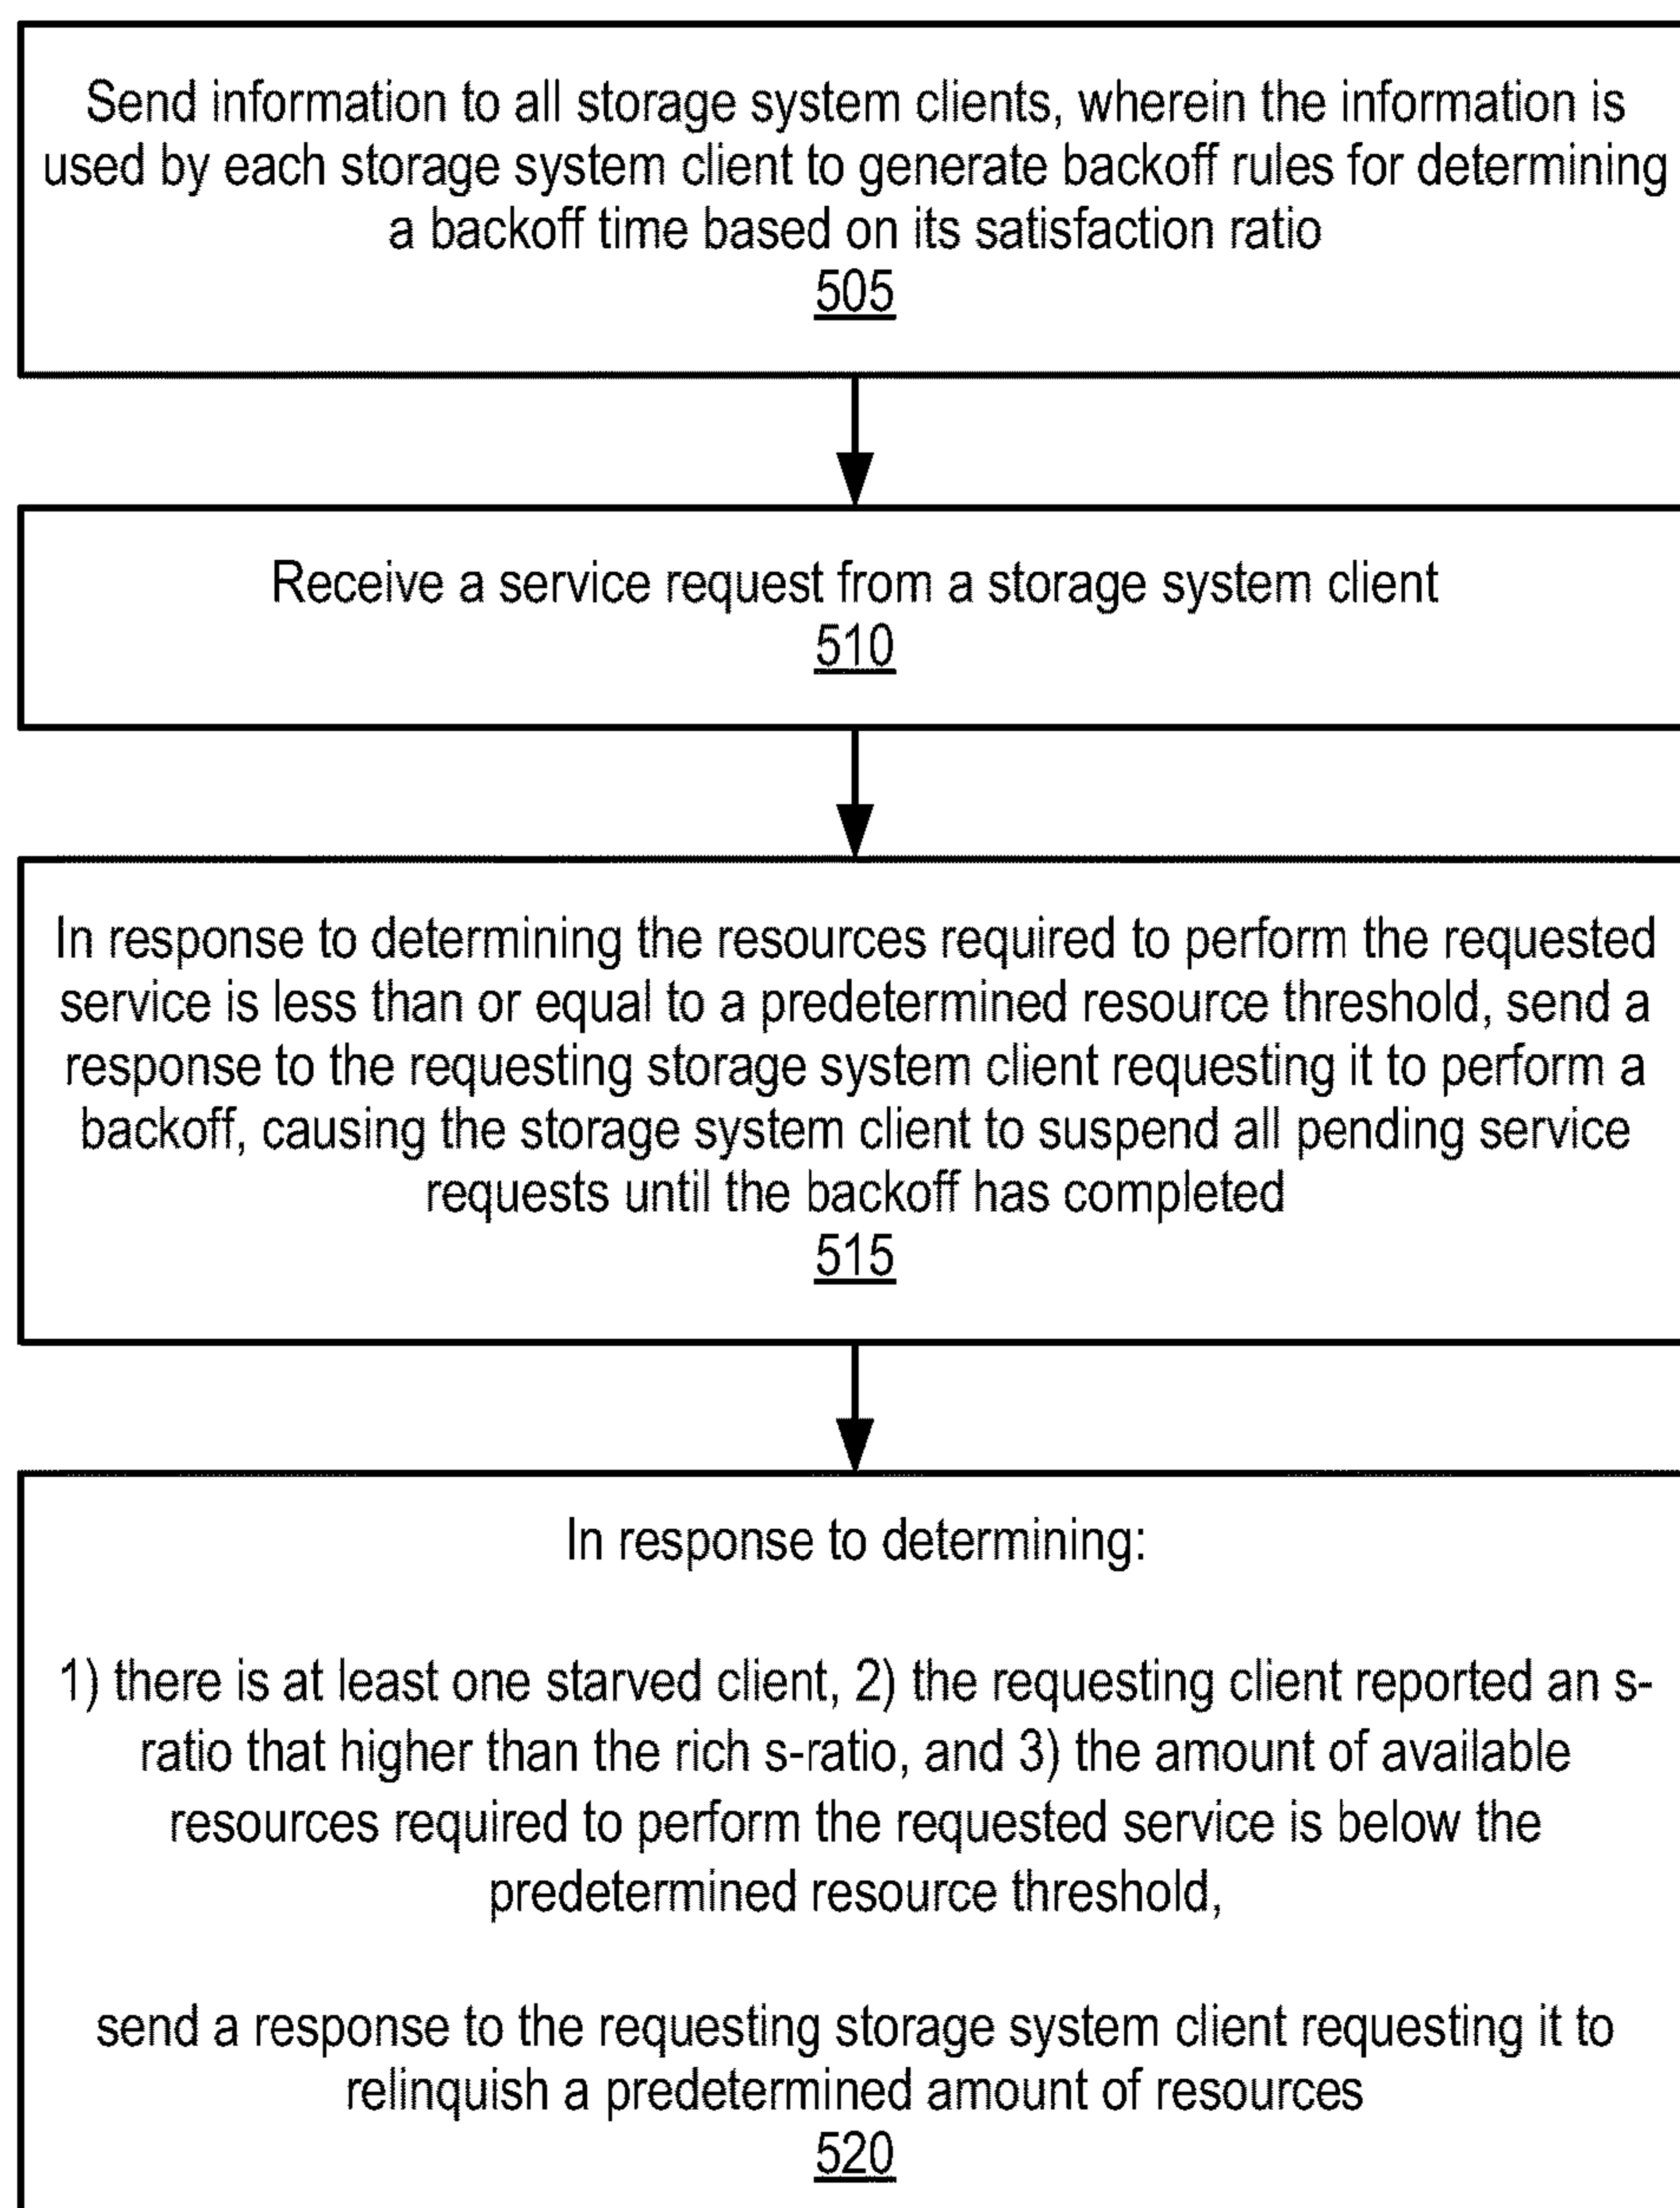 Send information to all storage system clients, wherein the information is
used by each storage system client to generate backoff rules for determining
a backoff time based on its satisfaction ratio
505
Receive a service request from a storage system client
510
In response to determining the resources required to perform the requested
service is less than or equal to a predetermined resource threshold, send a
response to the requesting storage system client requesting it to perform a
backoff, causing the storage system client to suspend all pending service
requests until the backoff has completed
515
In response to determining:
1) there is at least one starved client, 2) the requesting client reported an s-
ratio that higher than the rich s-ratio, and 3) the amount of available
resources required to perform the requested service is below the
predetermined resource threshold,
send a response to the requesting storage system client requesting it to
relinquish a predetermined amount of resources
520